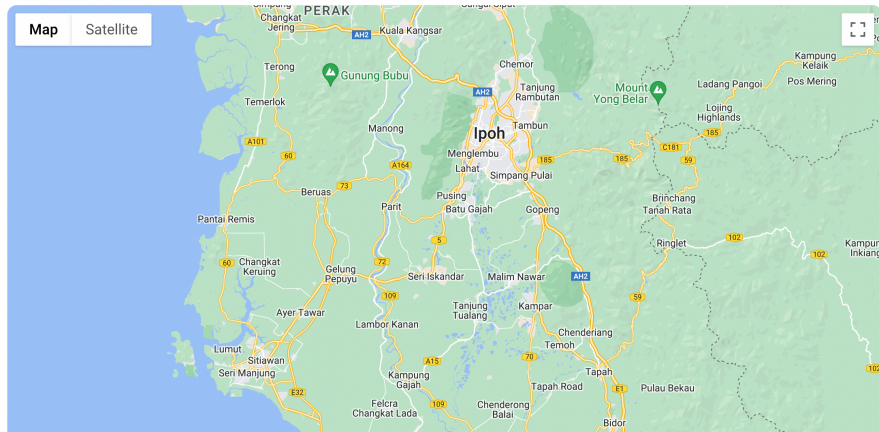 Map
Satellite
PERAK
Changkat
Jering
AH2
Kuala Kangsar
Terong
Gunung Bubu
Temerlok
Chemor
AH2
Tanjung
Rambutan
Mount
Yong Belar
Ladang Pangoi
Kampung
Kelaik
Pos Mering
Lojing
Highlands
A101
60
Manong
A164
Ipoh
Tambun
Menglembu
Lahat
Simpang Pulai
185
185
C181
185
59
73
Beruas
Parit
Pusing
Batu Gajah
Gopeng
Brinchang
Tanah Rata
Pantai Remis
5
Ringlet
102
102
60
Changkat
Keruing
Gelung
Pepuyu
72
Seri Iskandar
Malim Nawar
AH2
59
109
Ayer Tawar
Lambor Kanan
Tanjung
Tualang
Kampar
Chenderiang
Temoh
Lumut
Sitiawan
Seri Manjung
A15
70
Tapah
Kampung
Gajah
E32
Tapah Road
E1
Pulau Bekau
Felcra
Changkat Lada
109
Chenderong
Balai
Bidor